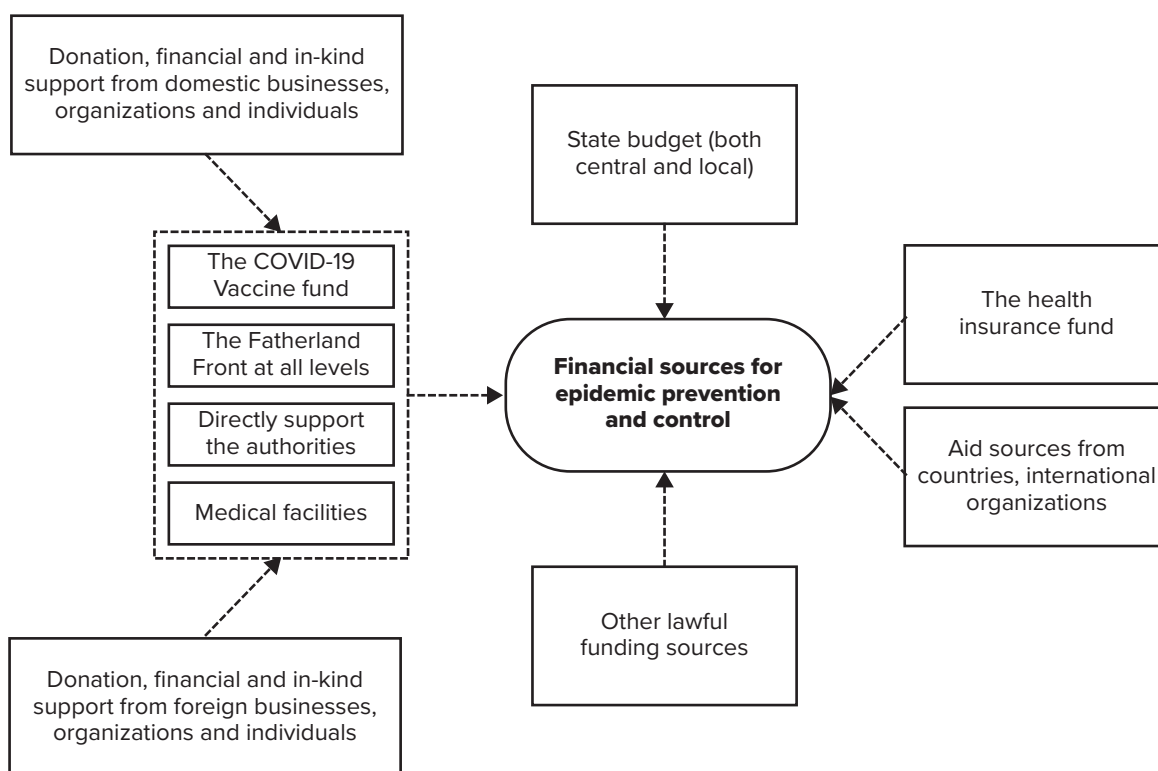 Donation, financial and in-kind
support from domestic businesses,
organizations and individuals
State budget (both
central and local)
The COVID-19
Vaccine fund
The Fatherland
Front at all levels
Directly support
the authorities
Medical facilities
Financial sources for
epidemic prevention
and control
The health
insurance fund
Aid sources from
countries, international
organizations
Other lawful
funding sources
Donation, financial and in-kind
support from foreign businesses,
organizations and individuals